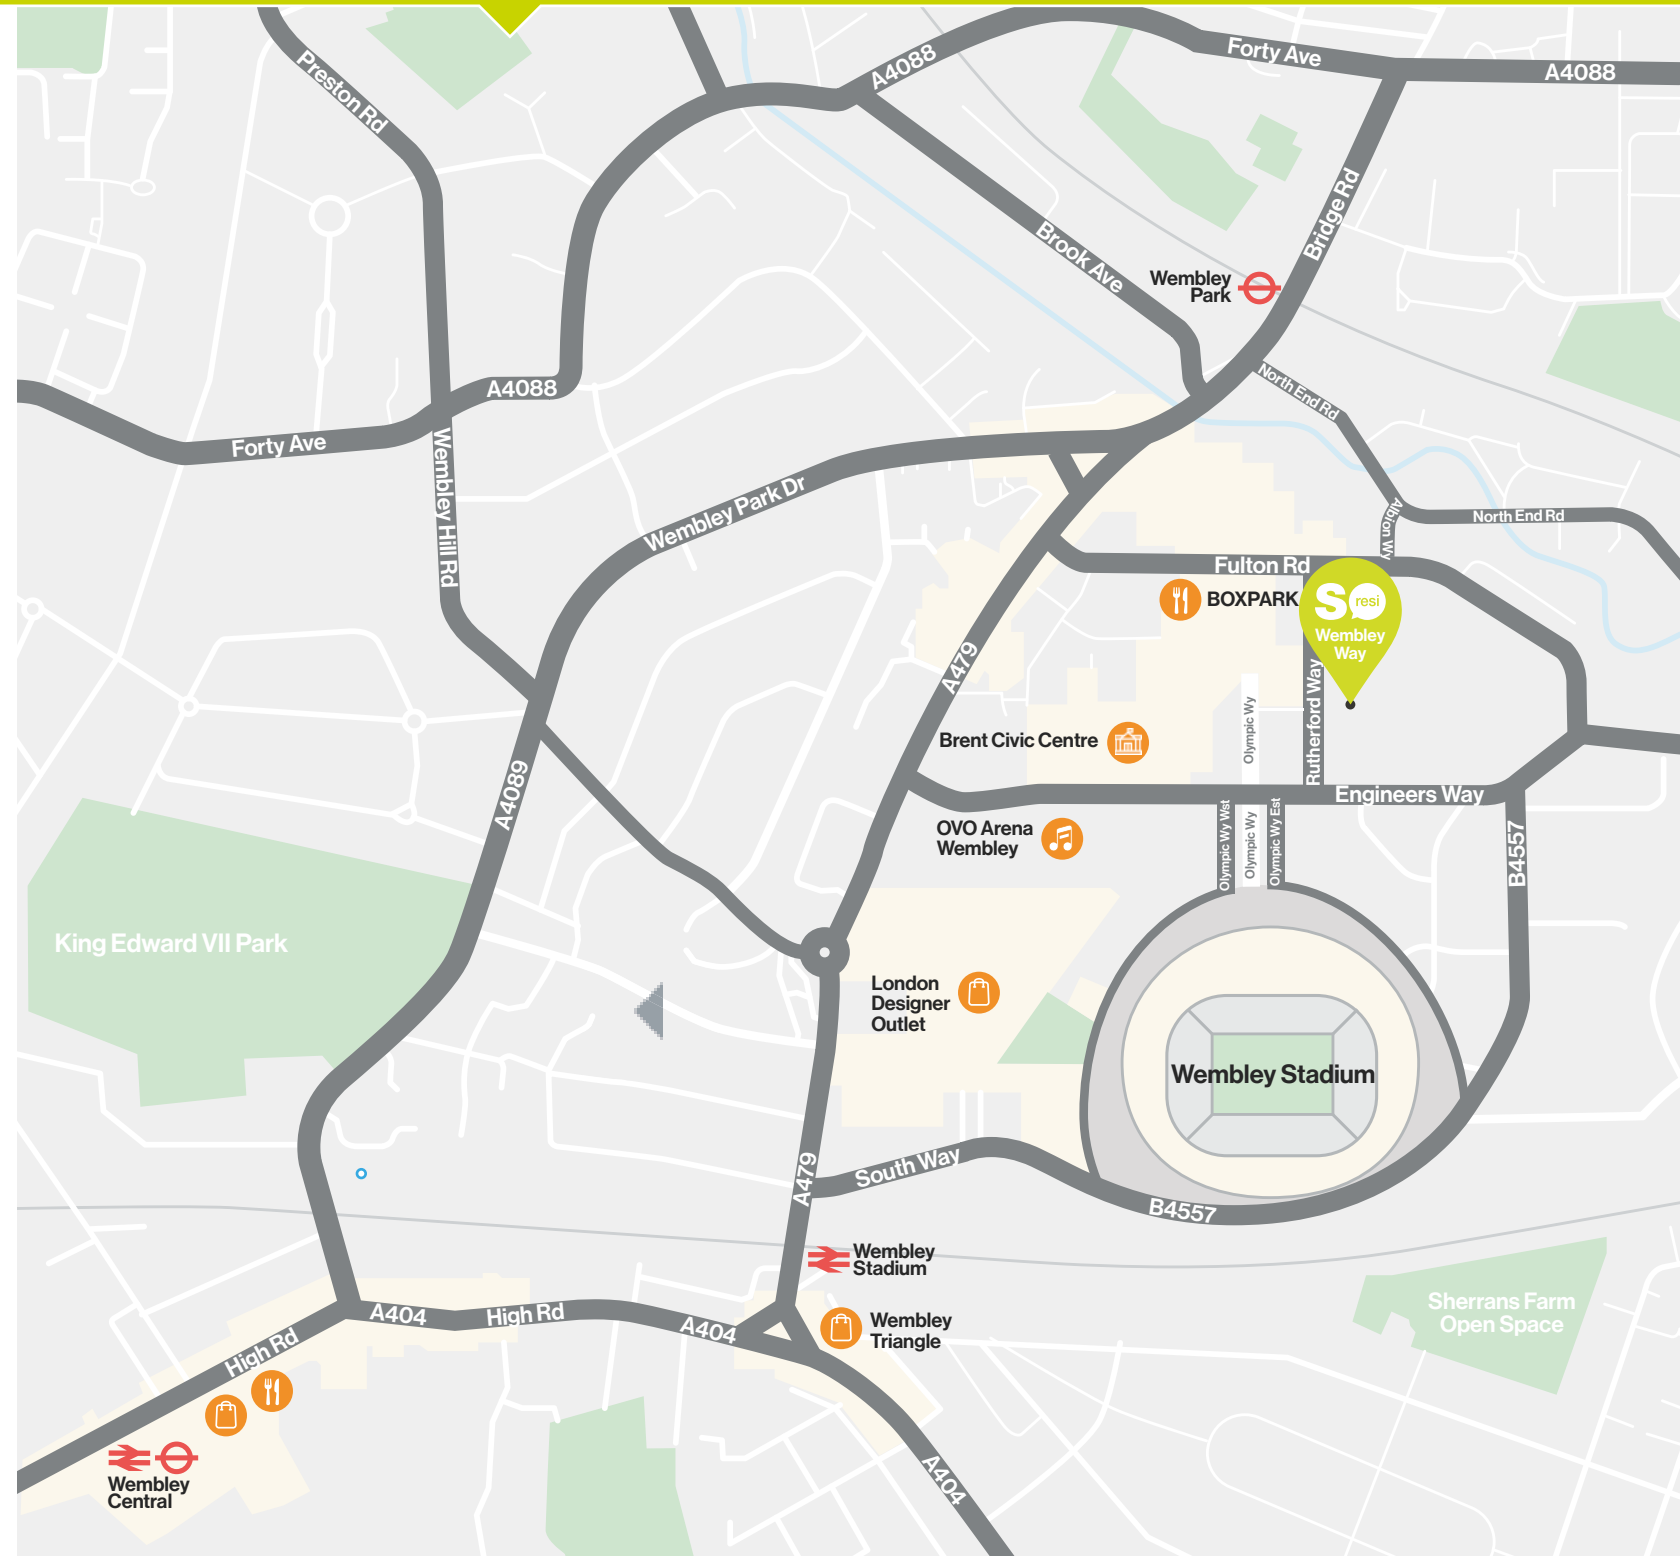 A4088
Forty Ave
A4088
Preston Rd
Bridge Rd
Brook Ave
Wembley
Park
A4088
North End Rd
Forty Ave
Wembley Hill Rd
Wembley Park Dr
Albion Wy
North End Rd
Fulton Rd
BOXPARK
SO
resi
Wembley
Way
A479
Rutherford Way
Olympic Wy
Brent Civic Centre
A4089
Engineers Way
OVO Arena
Wembley
Olympic Wy Wst
Olympic Wy
Olympic Wy Est
B4557
King Edward VII Park
London
Designer
Outlet
Wembley Stadium
A479
South Way
B4557
Wembley
Stadium
Sherrans Farm
Open Space
A404
High Rd
A404
Wembley
Triangle
High Rd
A404
Wembley
Central